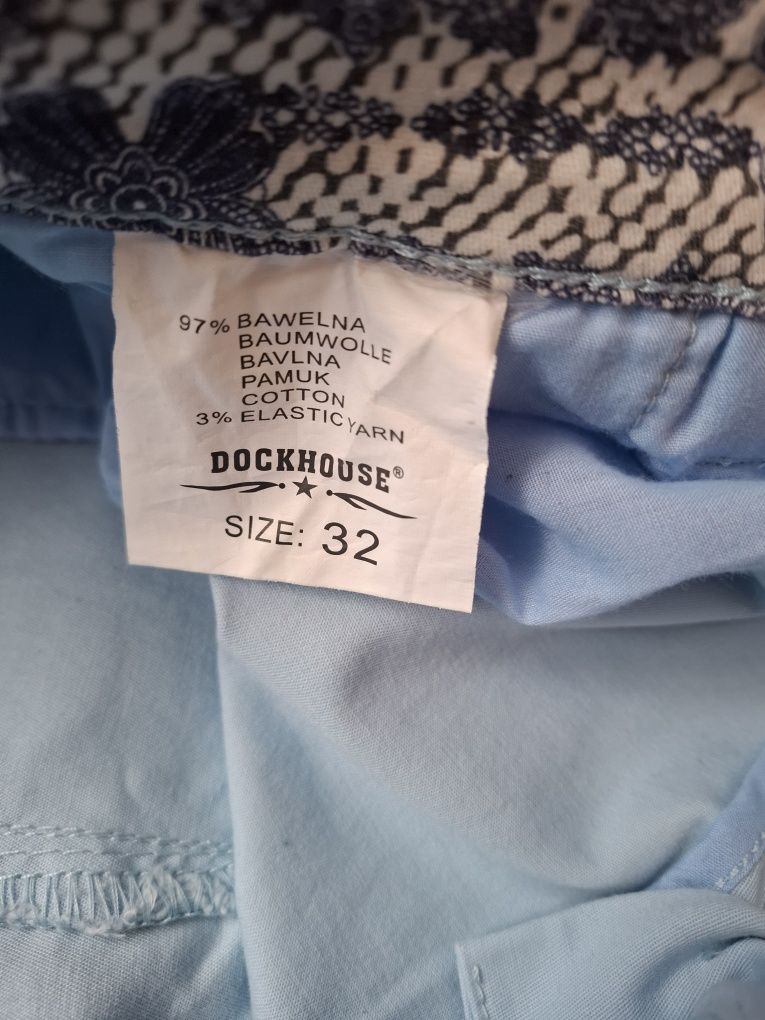 97% BAWELNA
BAUMWOLLE
BAVLNA
PAMUK
COTTON
3% ELASTIC YARN
DOCKHOUSE®
SIZE: 32